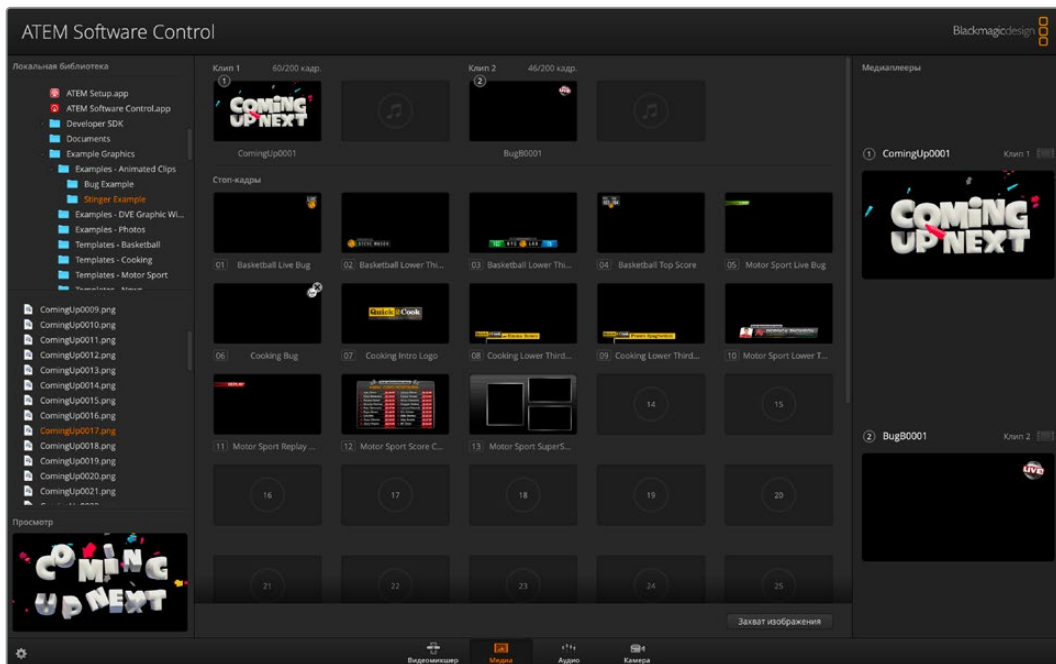 ATEM Software Control
Blackmagicdesign
Локальная библиотека
ATEM Setup.app
ATEM Software Control.app
Developer SDK
Documents
Example Graphics
Examples - Animated Clips
Bug Example
Stinger Example
Examples - DVE Graphic Wi...
Examples - Photos
Templates - Basketball
Templates - Cooking
Templates - Motor Sport
Templates - News
ComingUp0009.png
ComingUp0010.png
ComingUp0011.png
ComingUp0012.png
ComingUp0013.png
ComingUp0014.png
ComingUp0015.png
ComingUp0016.png
ComingUp0017.png
ComingUp0018.png
ComingUp0019.png
ComingUp0020.png
ComingUp0021.png
Просмотр
COMING
UP NEXT
Клип 1 60/200 кадр.
1
COMING
UP NEXT
ComingUp0001
Клип 2 46/200 кадр.
2
BugB0001
Стоп-кадры
01 Basketball Live Bug
02 Basketball Lower Thi...
03 Basketball Lower Thi...
04 Basketball Top Score
05 Motor Sport Live Bug
Quick 2 Cook
06 Cooking Bug
07 Cooking Intro Logo
08 Cooking Lower Third...
09 Cooking Lower Third...
10 Motor Sport Lower T...
REPLAY
11 Motor Sport Replay ...
12 Motor Sport Score C...
13 Motor Sport SuperS...
14
15
16
17
18
19
20
21
22
23
24
25
Захват изображения
Медиаплееры
1 ComingUp0001 Клип 1
COMING
UP NEXT
2 BugB0001 Клип 2
LIVE
Видеомикшер
Медиа
Аудио
Камера